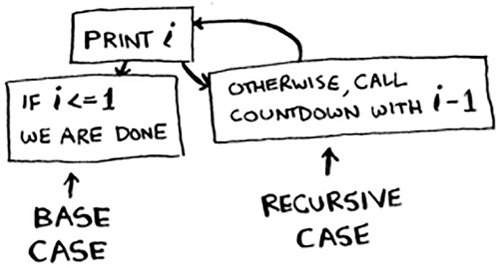 PRINT i
IF i<=1
WE ARE DONE
OTHERWISE, CALL
COUNTDOWN WITH i-1
BASE
CASE
RECURSIVE
CASE